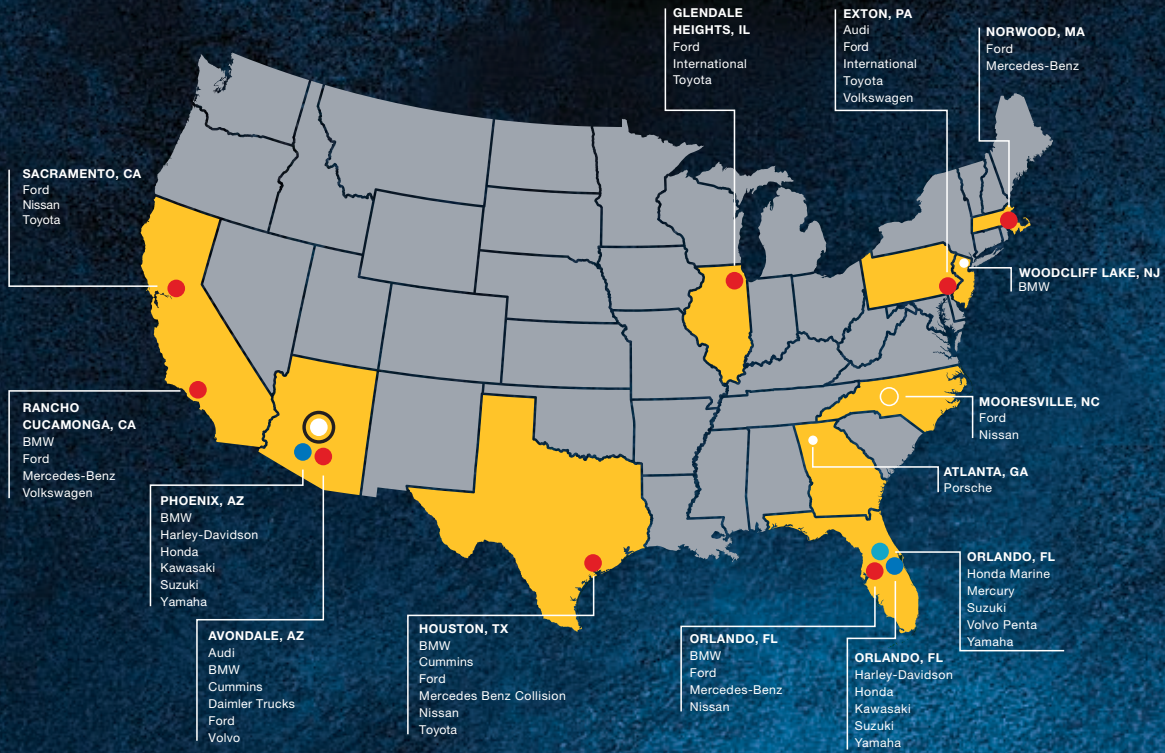 GLENDALE
HEIGHTS, IL
Ford
International
Toyota
EXTON, PA
Audi
Ford
International
Toyota
Volkswagen
NORWOOD, MA
Ford
Mercedes-Benz
SACRAMENTO, CA
Ford
Nissan
Toyota
WOODCLIFF LAKE, NJ
BMW
RANCHO
CUCAMONGA, CA
BMW
Ford
Mercedes-Benz
Volkswagen
MOORESVILLE, NC
Ford
Nissan
ATLANTA, GA
Porsche
PHOENIX, AZ
BMW
Harley-Davidson
Honda
Kawasaki
Suzuki
Yamaha
ORLANDO, FL
Honda Marine
Mercury
Suzuki
Volvo Penta
Yamaha
AVONDALE, AZ
Audi
BMW
Cummins
Daimler Trucks
Ford
Volvo
HOUSTON, TX
BMW
Cummins
Ford
Mercedes Benz Collision
Nissan
Toyota
ORLANDO, FL
BMW
Ford
Mercedes-Benz
Nissan
ORLANDO, FL
Harley-Davidson
Honda
Kawasaki
Suzuki
Yamaha